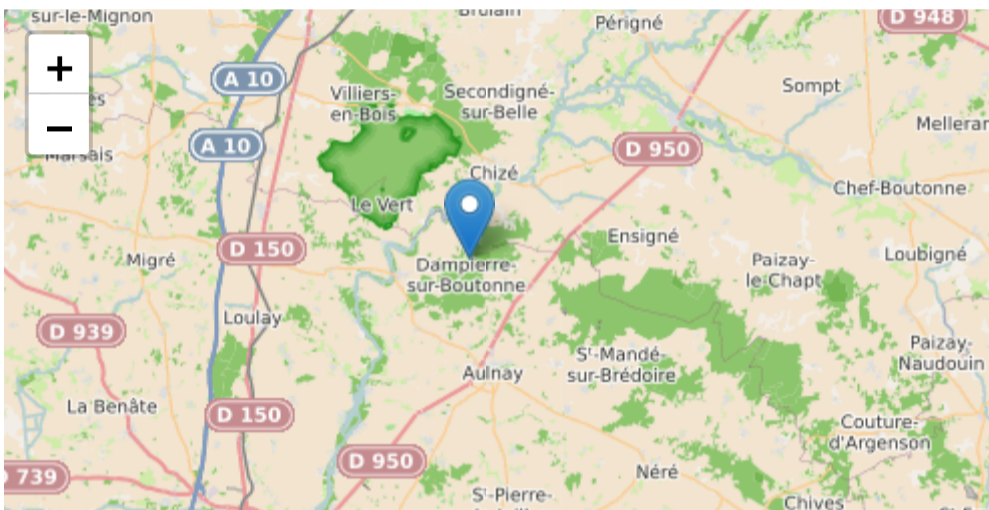 sur-le-Mignon
Périgné
D 948
+
A 10
Villiers-
en-Bois
Secondigné-
sur-Belle
Sompt
−
A 10
Marsais
D 950
Chizé
Chef-Boutonne
Le Vert
D 150
Migré
Ensigné
Loubigné
Dampierre-
sur-Boutonne
Paizay-
le-Chapt
D 939
Loulay
Sᵗ-Mandé-
sur-Brédoire
Paizay-
Naudouin
Aulnay
La Benâte
D 150
Couture-
d'Argenson
D 950
739
Néré
Sᵗ-Pierre-
Chives